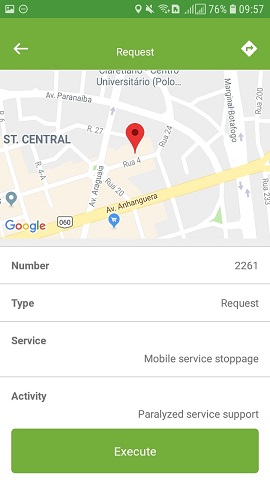 76% 09:57
Request
Claretiano - Centro
Universitário (Polo...
Av. Paranaíba
Marginal Botafogo
Rua 200
R. 27
Rua 24
ST. CENTRAL
Rua 4
R. 4-A
Av. Araguaia
Rua 20
Rua 233
Av. Anhanguera
Google
060
Number 2261
Type Request
Service
Mobile service stoppage
Activity
Paralyzed service support
Execute